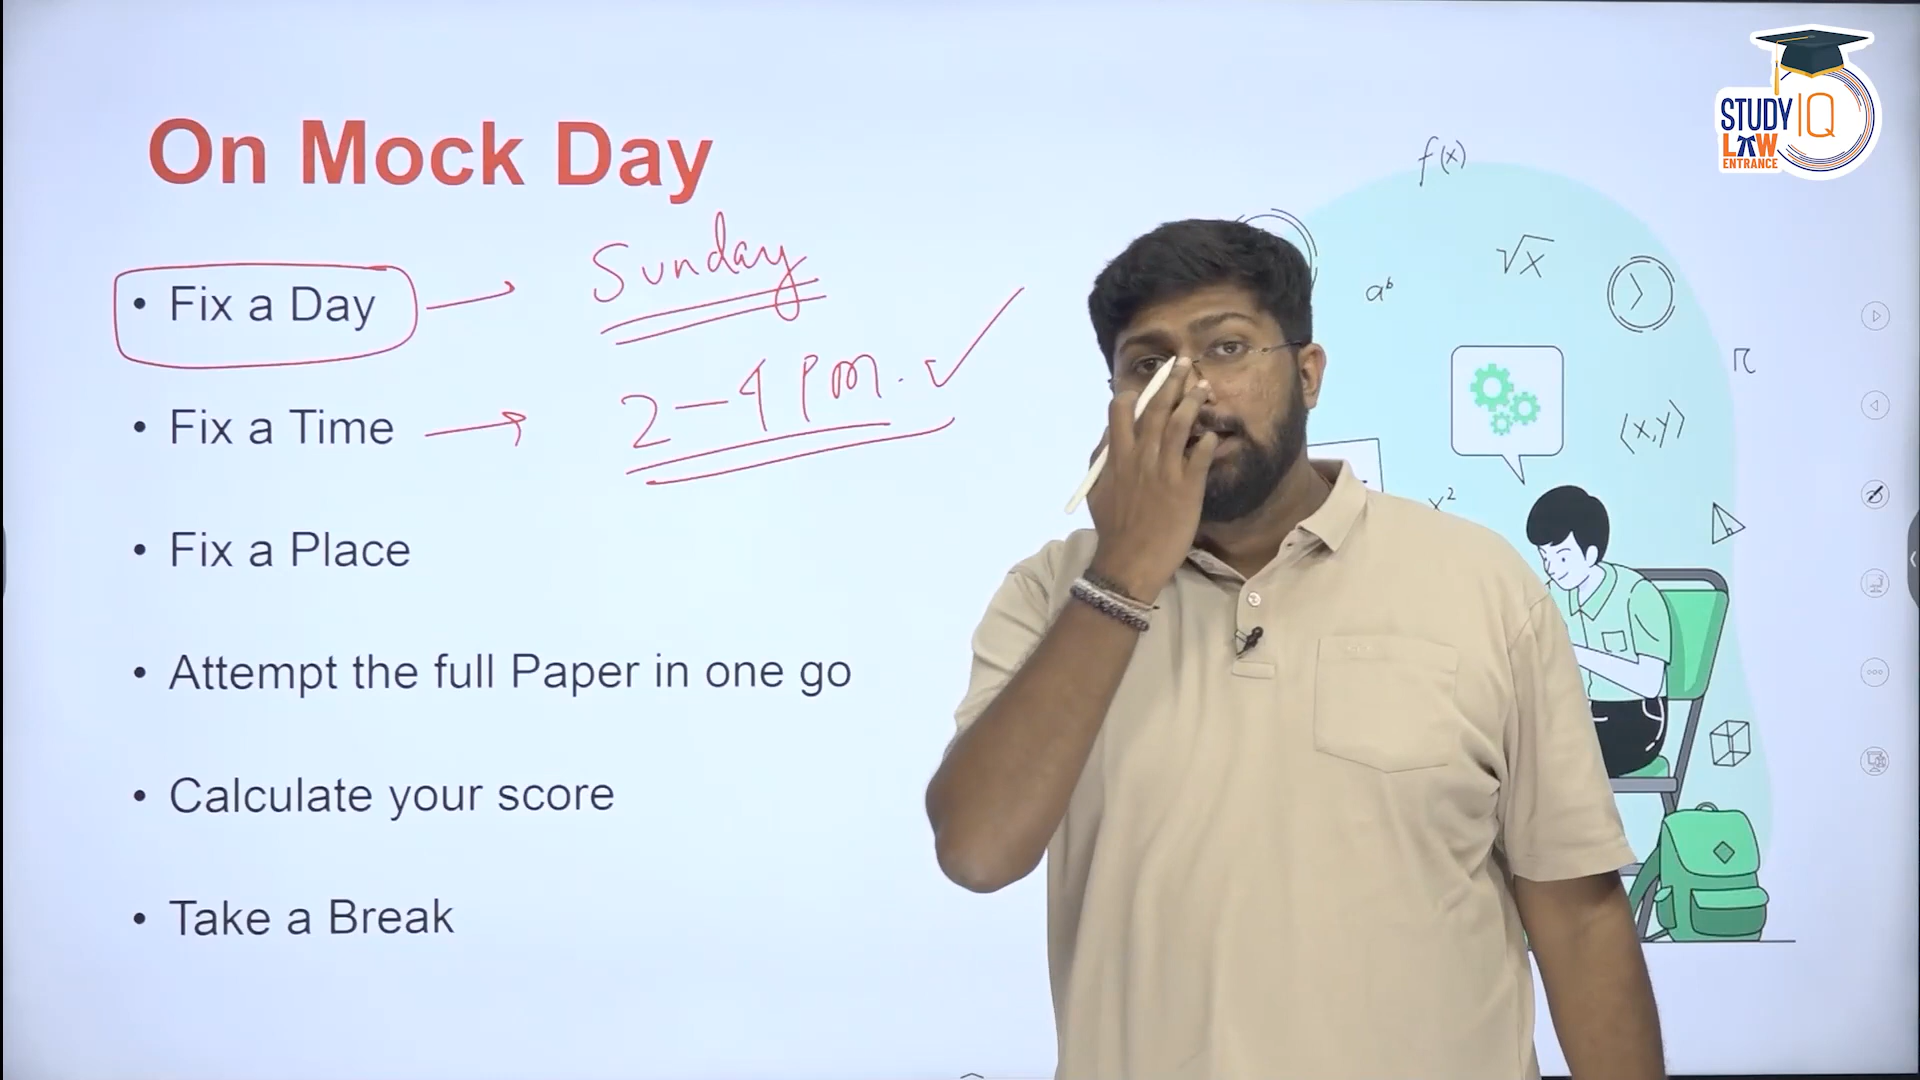 STUDY IQ
LAW
ENTRANCE
On Mock Day
• Fix a Day
Sunday
• Fix a Time
2-4 PM.
• Fix a Place
• Attempt the full Paper in one go
• Calculate your score
• Take a Break
f(x)
√x
a^b
π
(x,y)
x²